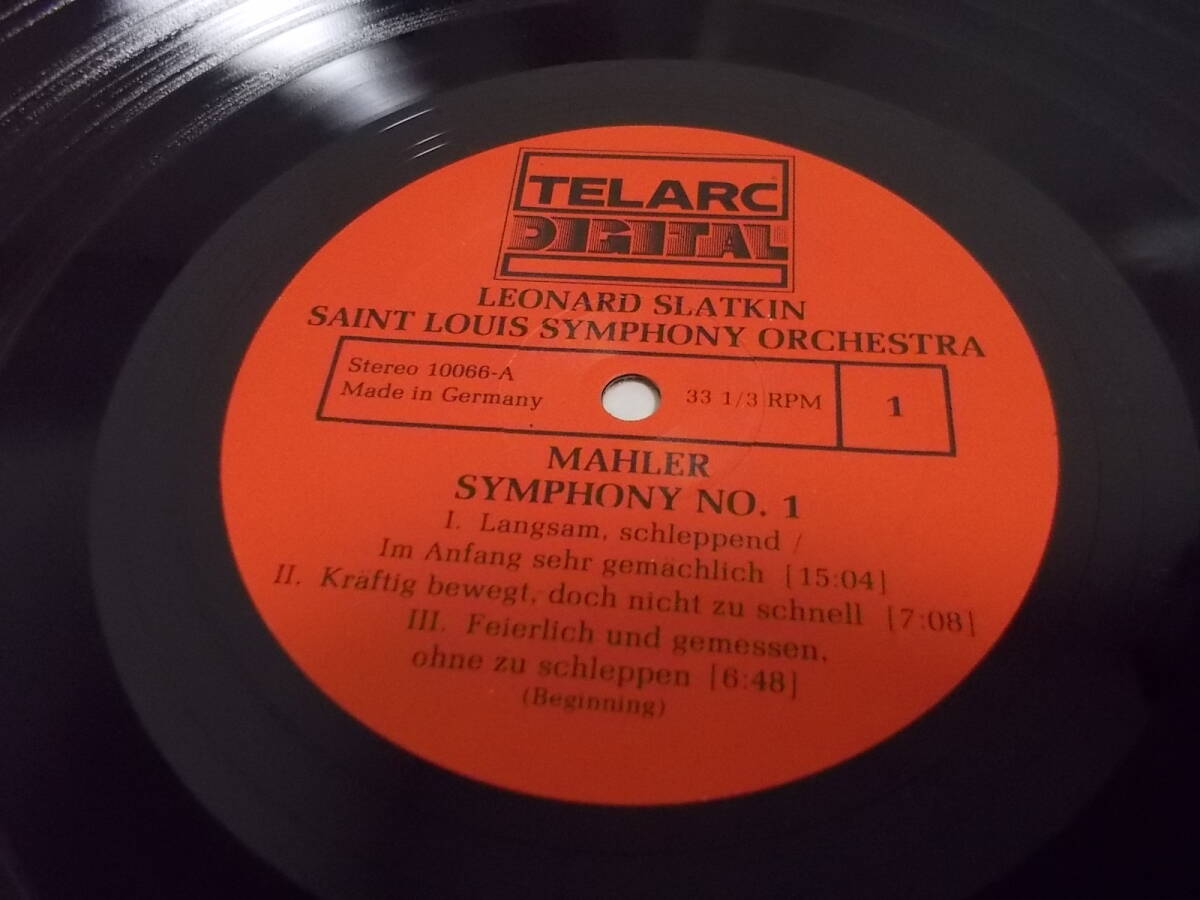 TELARC
DIGITAL
LEONARD SLATKIN
SAINT LOUIS SYMPHONY ORCHESTRA
Stereo 10066-A
Made in Germany
33 1/3 RPM
1
MAHLER
SYMPHONY NO. 1
I. Langsam, schleppend /
Im Anfang sehr gemächlich [15:04]
II. Kräftig bewegt, doch nicht zu schnell [7:08]
III. Feierlich und gemessen,
ohne zu schleppen [6:48]
(Beginning)